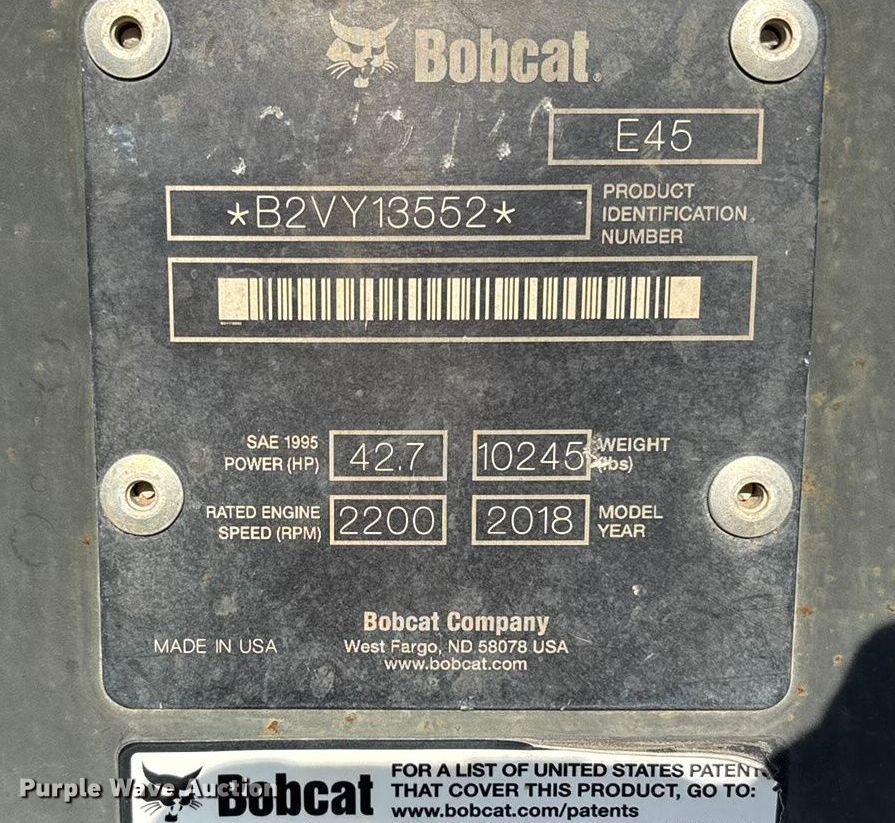 Bobcat.
E45
*B2VY13552*
PRODUCT
IDENTIFICATION
NUMBER
SAE 1995
POWER (HP)
42.7
10245
WEIGHT
(lbs)
RATED ENGINE
SPEED (RPM)
2200
2018
MODEL
YEAR
Bobcat Company
MADE IN USA
West Fargo, ND 58078 USA
www.bobcat.com
Bobcat
FOR A LIST OF UNITED STATES PATENT
THAT COVER THIS PRODUCT, GO TO:
www.bobcat.com/patents
Purple Wave Auction